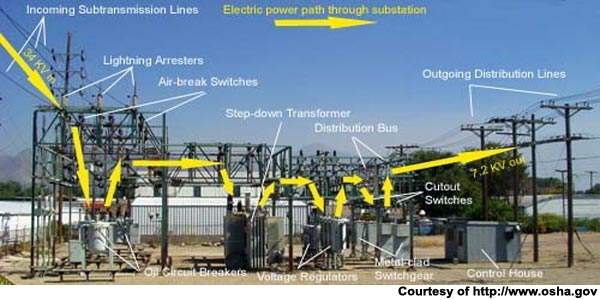 Incoming Subtransmission Lines
Electric power path through substation
34 KV in
Lightning Arresters
Air-break Switches
Outgoing Distribution Lines
Step-down Transformer
Distribution Bus
7.2 KV out
Cutout
Switches
Oil Circuit Breakers
Voltage Regulators
Metal-clad
Switchgear
Control House
Courtesy of http://www.osha.gov